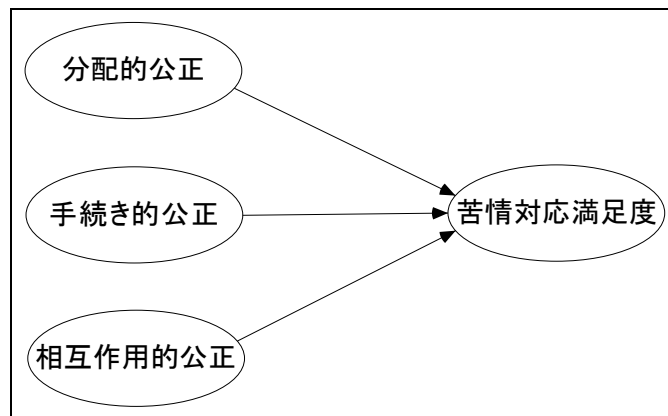 分配的公正
手続き的公正
苦情対応満足度
相互作用的公正